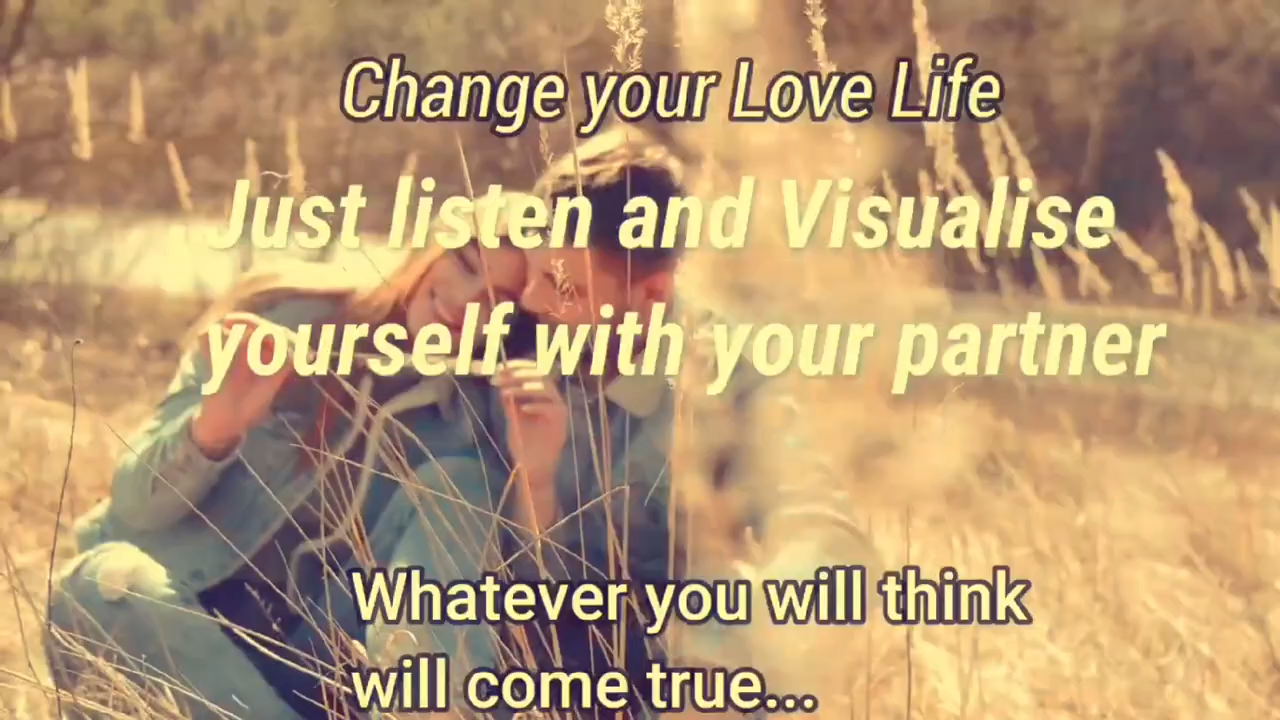 Change your Love Life
Just listen and Visualise
yourself with your partner
Whatever you will think
will come true...